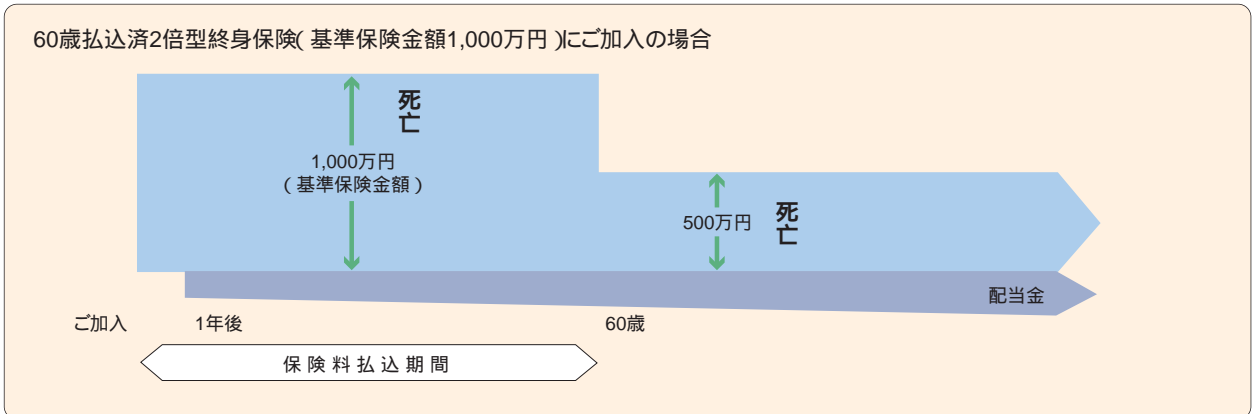 60歳払込済2倍型終身保険(基準保険金額1,000万円)にご加入の場合
死亡
1,000万円
(基準保険金額)
500万円
死亡
配当金
ご加入
1年後
60歳
保険料払込期間